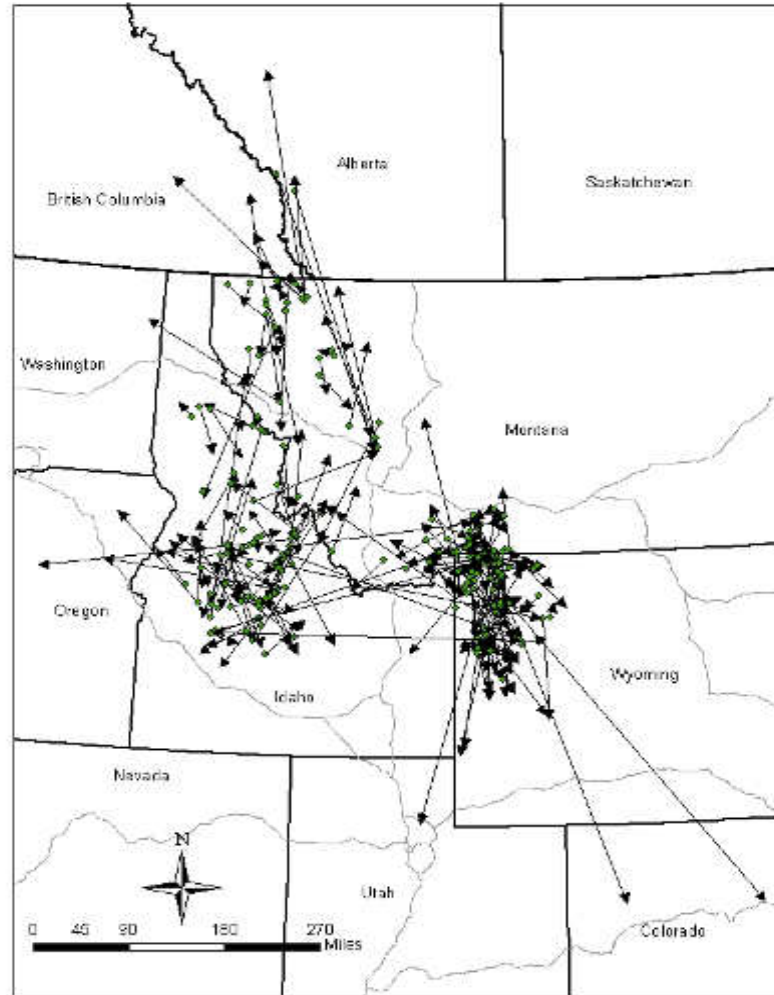 Alberta
Saskatchewan
British Columbia
Washington
Montana
Oregon
Wyoming
Idaho
Nevada
N
Utah
0 45 90 180 270
Miles
Colorado